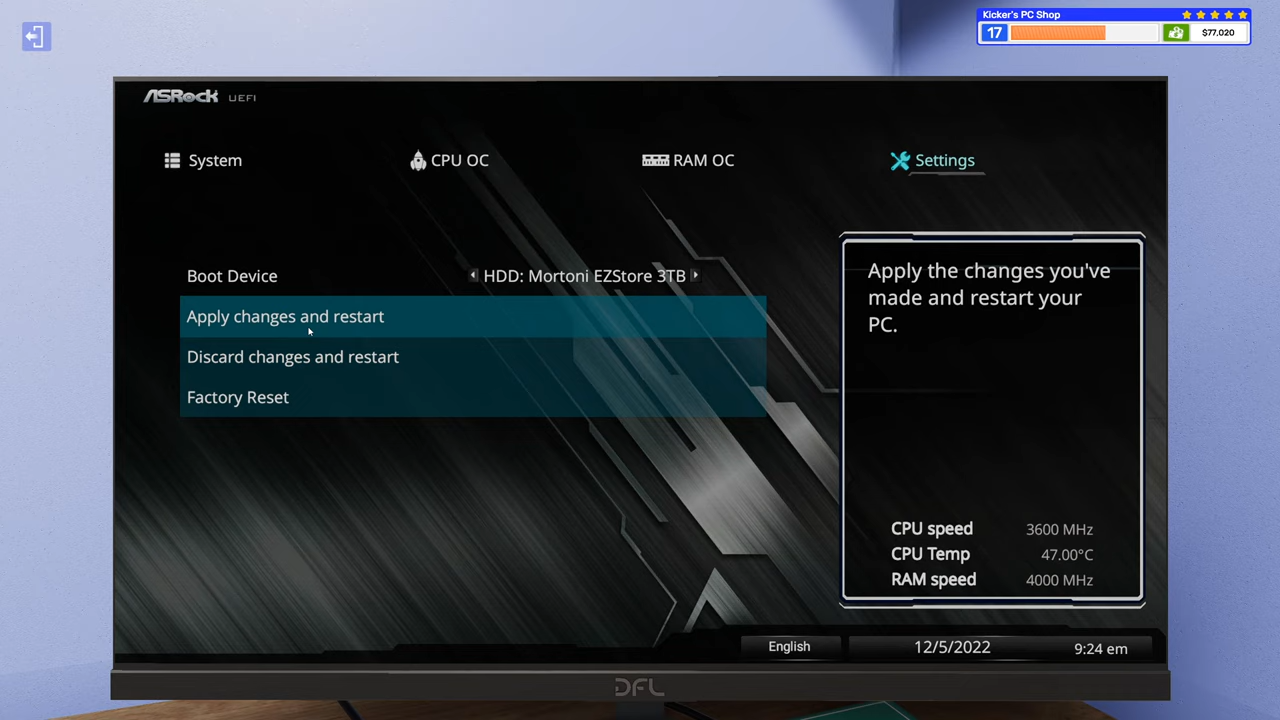 Kicker's PC Shop
17
$77,020
ASRock UEFI
System
CPU OC
RAM OC
Settings
Boot Device
HDD: Mortoni EZStore 3TB
Apply changes and restart
Discard changes and restart
Factory Reset
Apply the changes you've
made and restart your
PC.
CPU speed 3600 MHz
CPU Temp 47.00°C
RAM speed 4000 MHz
English
12/5/2022
9:24 em
DFL